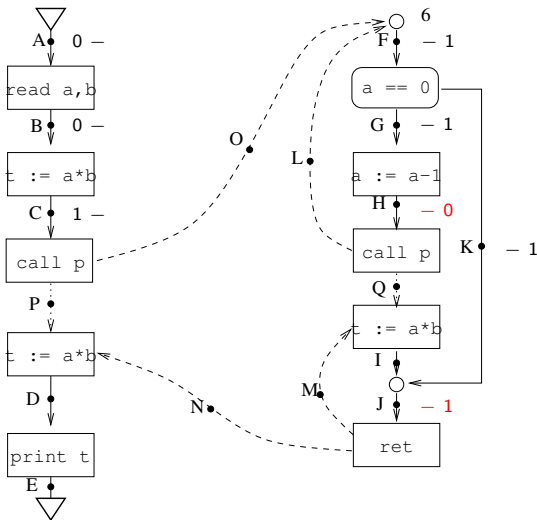 A 0 –
read a,b
B 0 –
t := a*b
C 1 –
call p
P
t := a*b
D
print t
E
O
L
N
M
6
F – 1
a == 0
G – 1
a := a-1
H – 0
call p
K – 1
Q
t := a*b
I
J – 1
ret